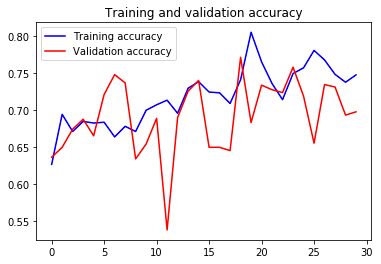 Training and validation accuracy
Training accuracy
Validation accuracy
0.80
0.75
0.70
0.65
0.60
0.55
0 5 10 15 20 25 30